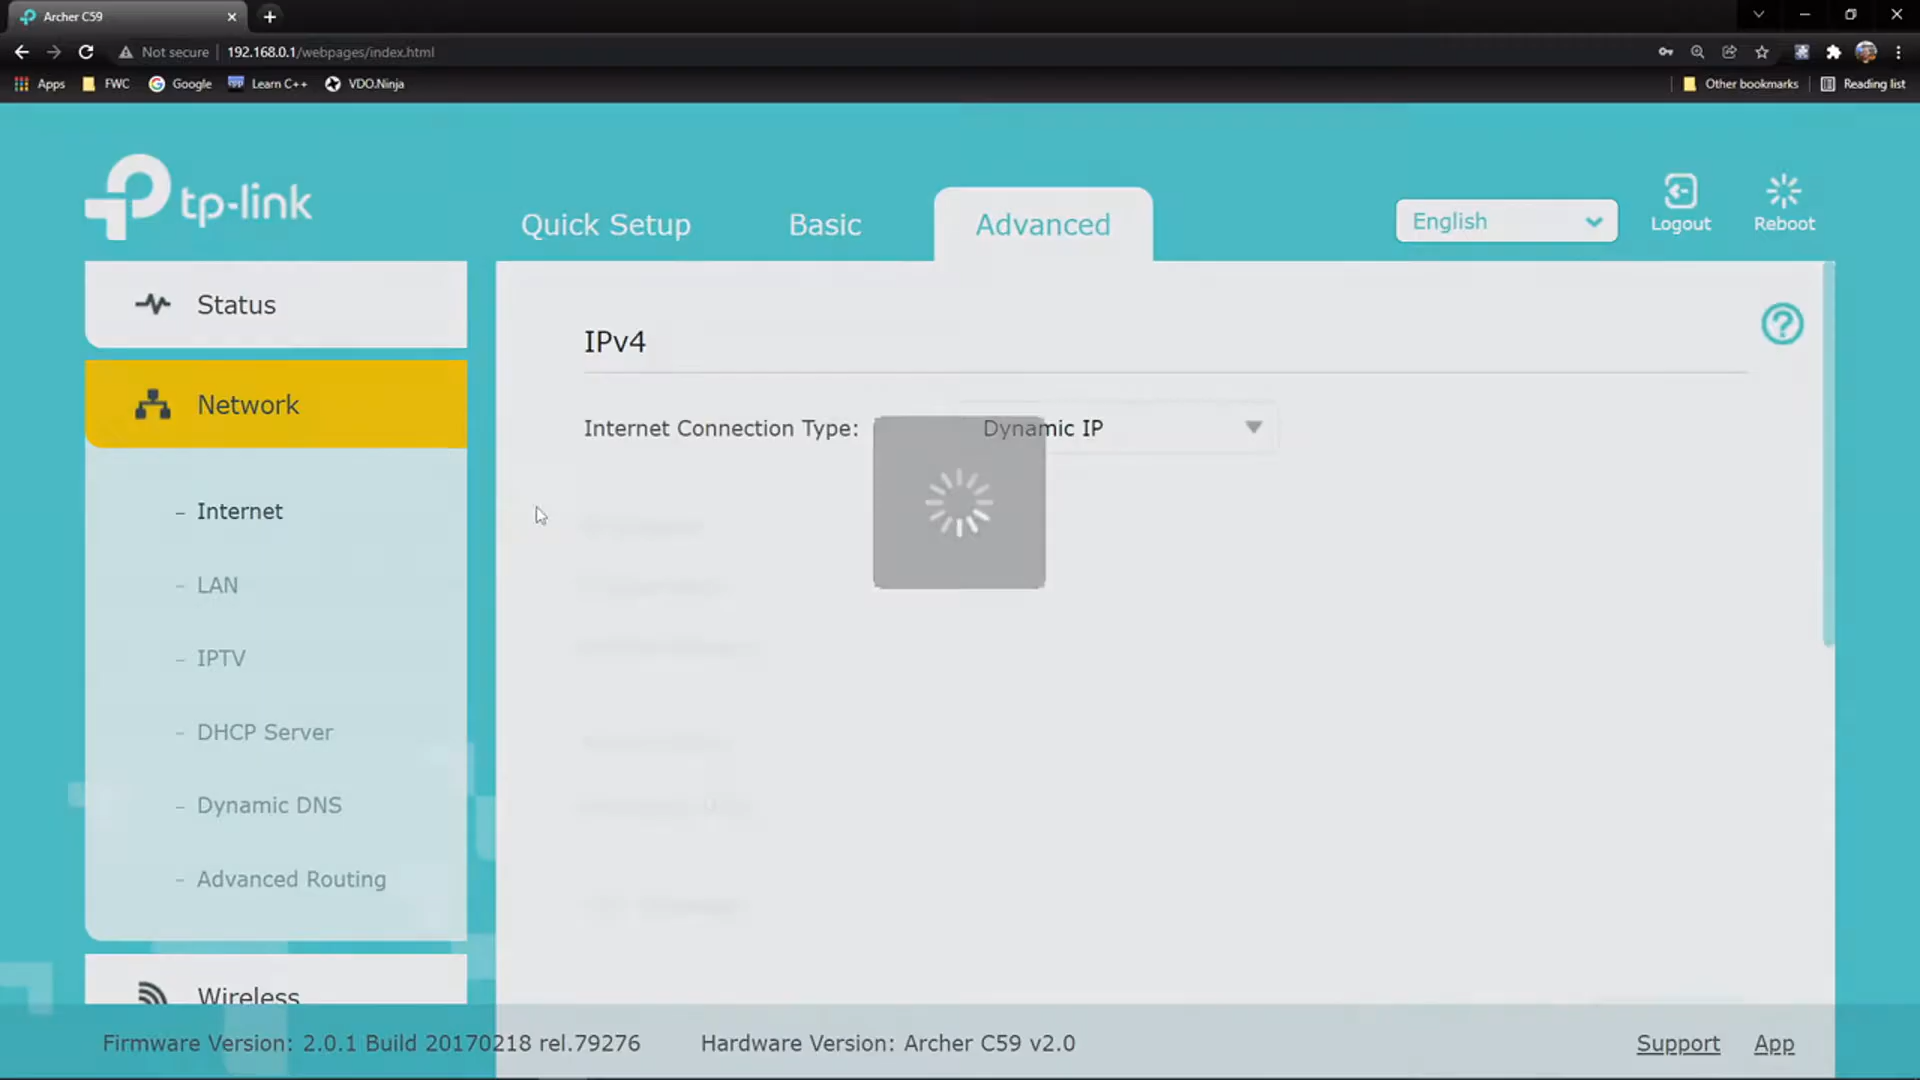 Archer C59
Not secure 192.168.0.1/webpages/index.html
Apps FWC Google Learn C++ VDO.Ninja Other bookmarks Reading list
tp-link
Quick Setup Basic Advanced English Logout Reboot
Status
Network
- Internet
- LAN
- IPTV
- DHCP Server
- Dynamic DNS
- Advanced Routing
Wireless
IPv4
Internet Connection Type: Dynamic IP
Firmware Version: 2.0.1 Build 20170218 rel.79276 Hardware Version: Archer C59 v2.0 Support App